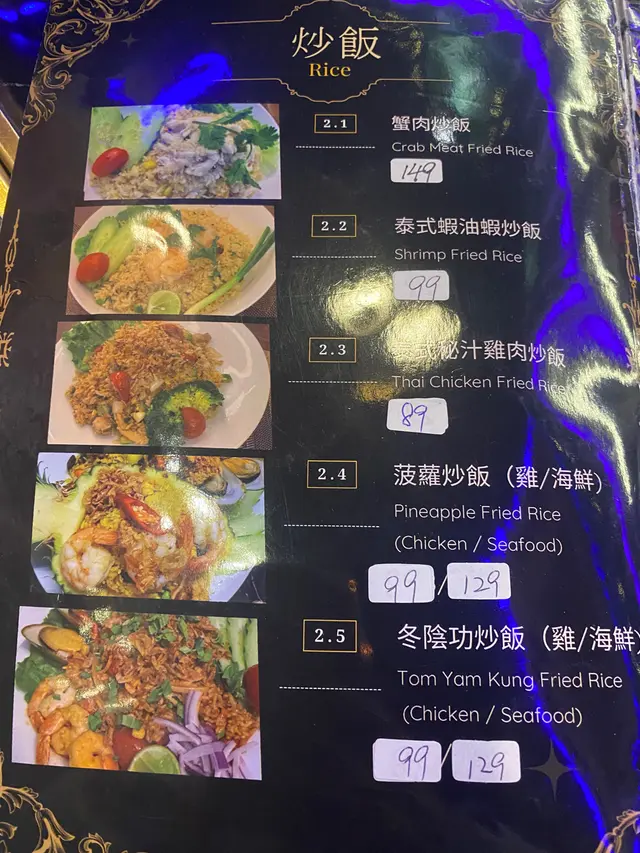 炒飯
Rice
2.1
蟹肉炒飯
Crab Meat Fried Rice
149
2.2
泰式蝦油蝦炒飯
Shrimp Fried Rice
99
2.3
式秘汁雞肉炒飯
Thai Chicken Fried Rice
89
2.4
菠蘿炒飯（雞/海鮮）
Pineapple Fried Rice
(Chicken / Seafood)
99 / 129
2.5
冬陰功炒飯（雞/海鮮）
Tom Yam Kung Fried Rice
(Chicken / Seafood)
99 / 129